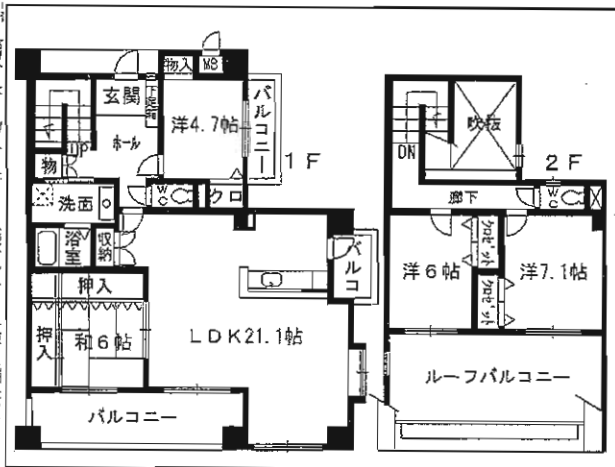 物入
MB
玄関
下足箱
洋4.7帖
バルコニー
1F
ホール
UP
物
WC
クロ
洗面
浴室
収納
バルコ
押入
押入
和6帖
LDK21.1帖
バルコニー
吹抜
DN
2F
廊下
WC
洋6帖
クロゼット
クロゼット
洋7.1帖
ルーフバルコニー